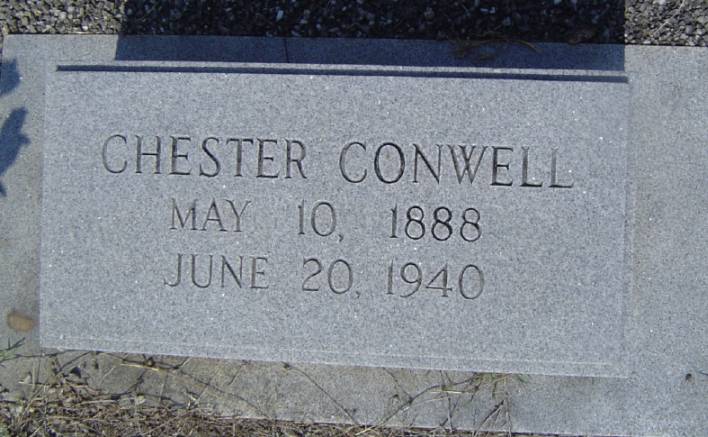 CHESTER CONWELL
MAY 10, 1888
JUNE 20, 1940